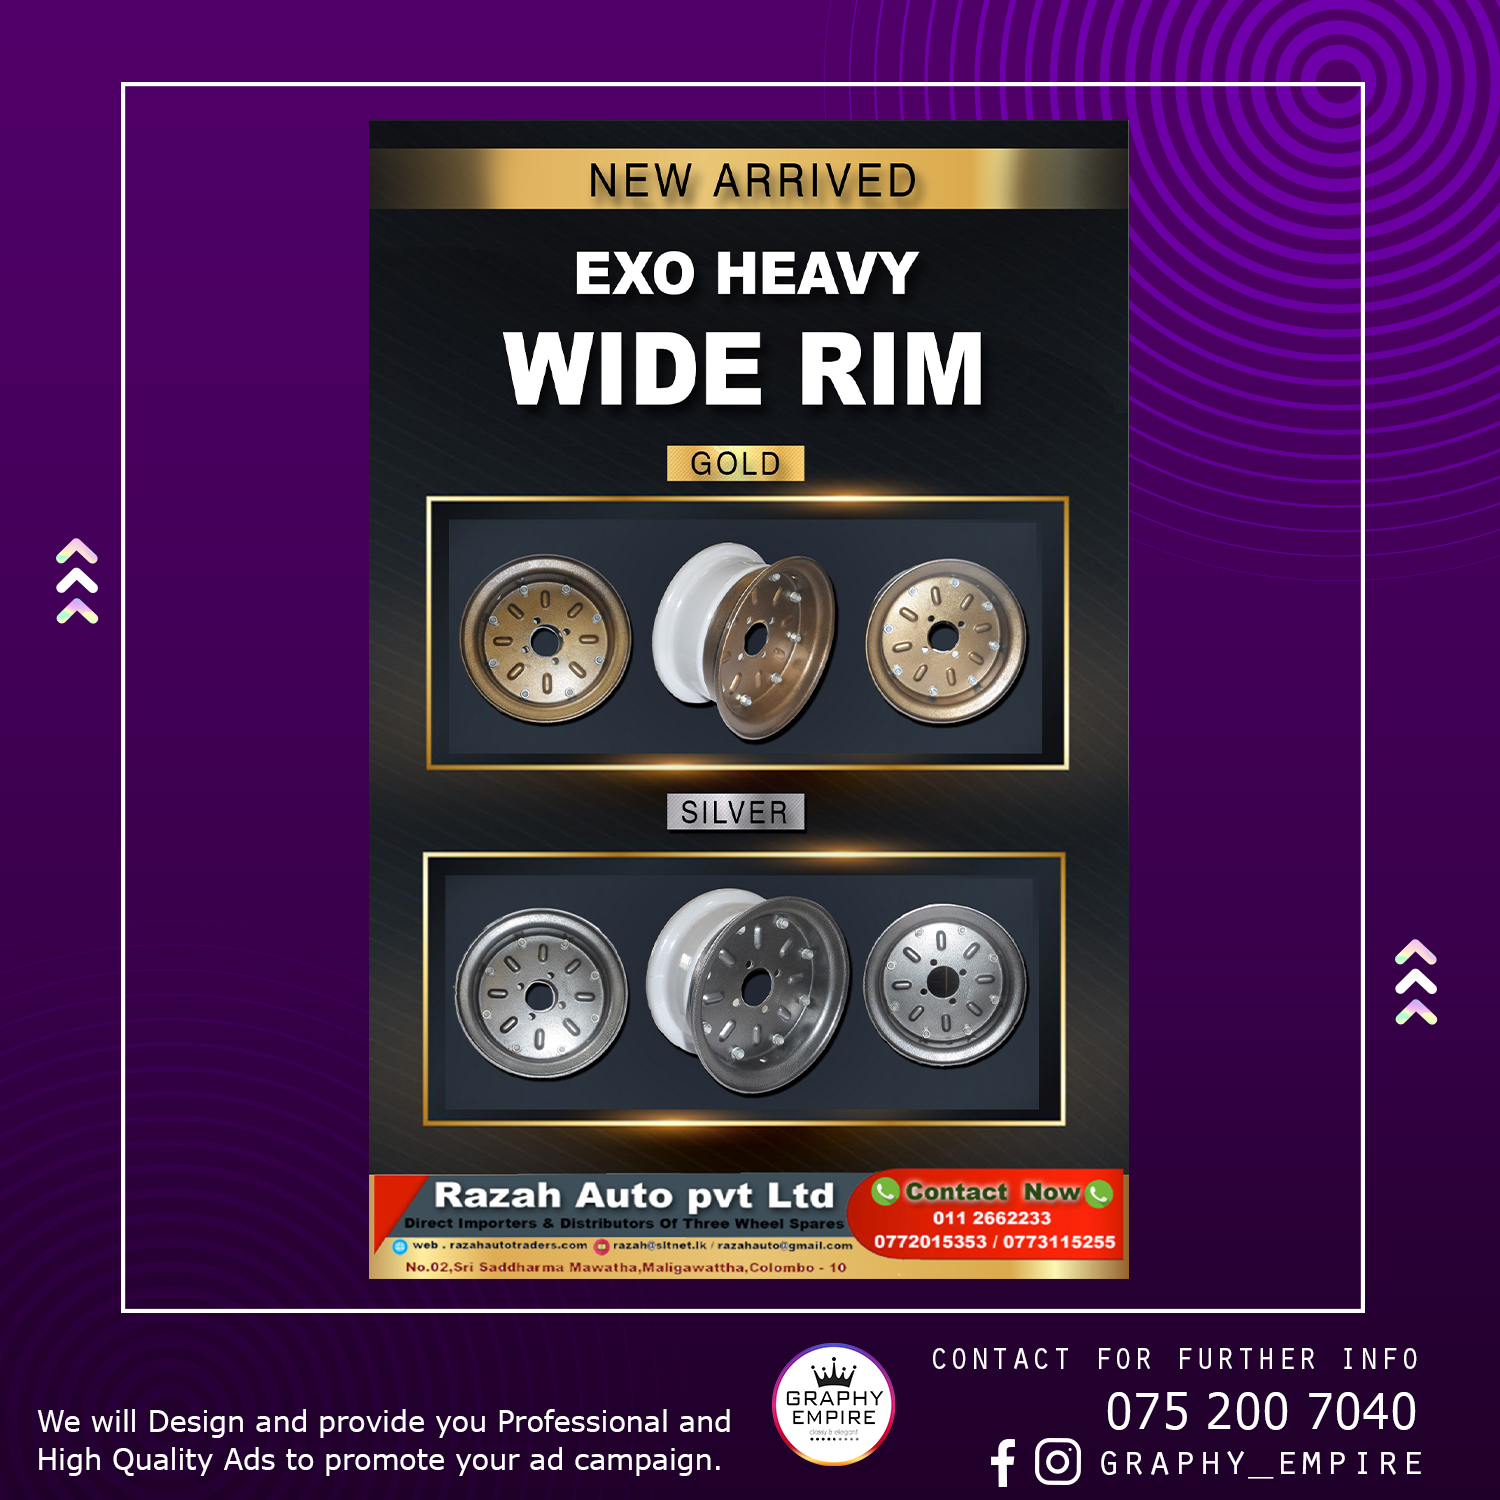 NEW ARRIVED
EXO HEAVY
WIDE RIM
GOLD
SILVER
Razah Auto pvt Ltd
Direct Importers & Distributors Of Three Wheel Spares
web . razahautotraders.com razah@sltnet.lk / razahauto@gmail.com
No.02,Sri Saddharma Mawatha,Maligawattha,Colombo - 10
Contact Now
011 2662233
0772015353 / 0773115255
We will Design and provide you Professional and
High Quality Ads to promote your ad campaign.
GRAPHY
EMPIRE
classy & elegant
CONTACT FOR FURTHER INFO
075 200 7040
GRAPHY_EMPIRE